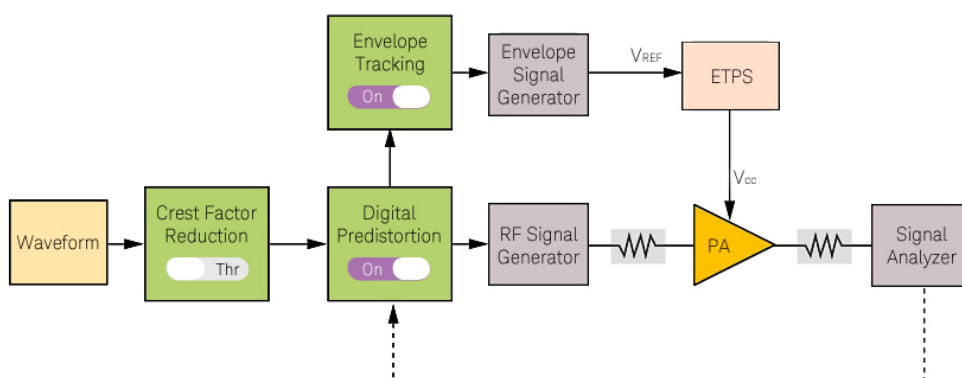 Envelope
Tracking
On
Envelope
Signal
Generator
VREF
ETPS
Vcc
Waveform
Crest Factor
Reduction
Thr
Digital
Predistortion
On
RF Signal
Generator
PA
Signal
Analyzer